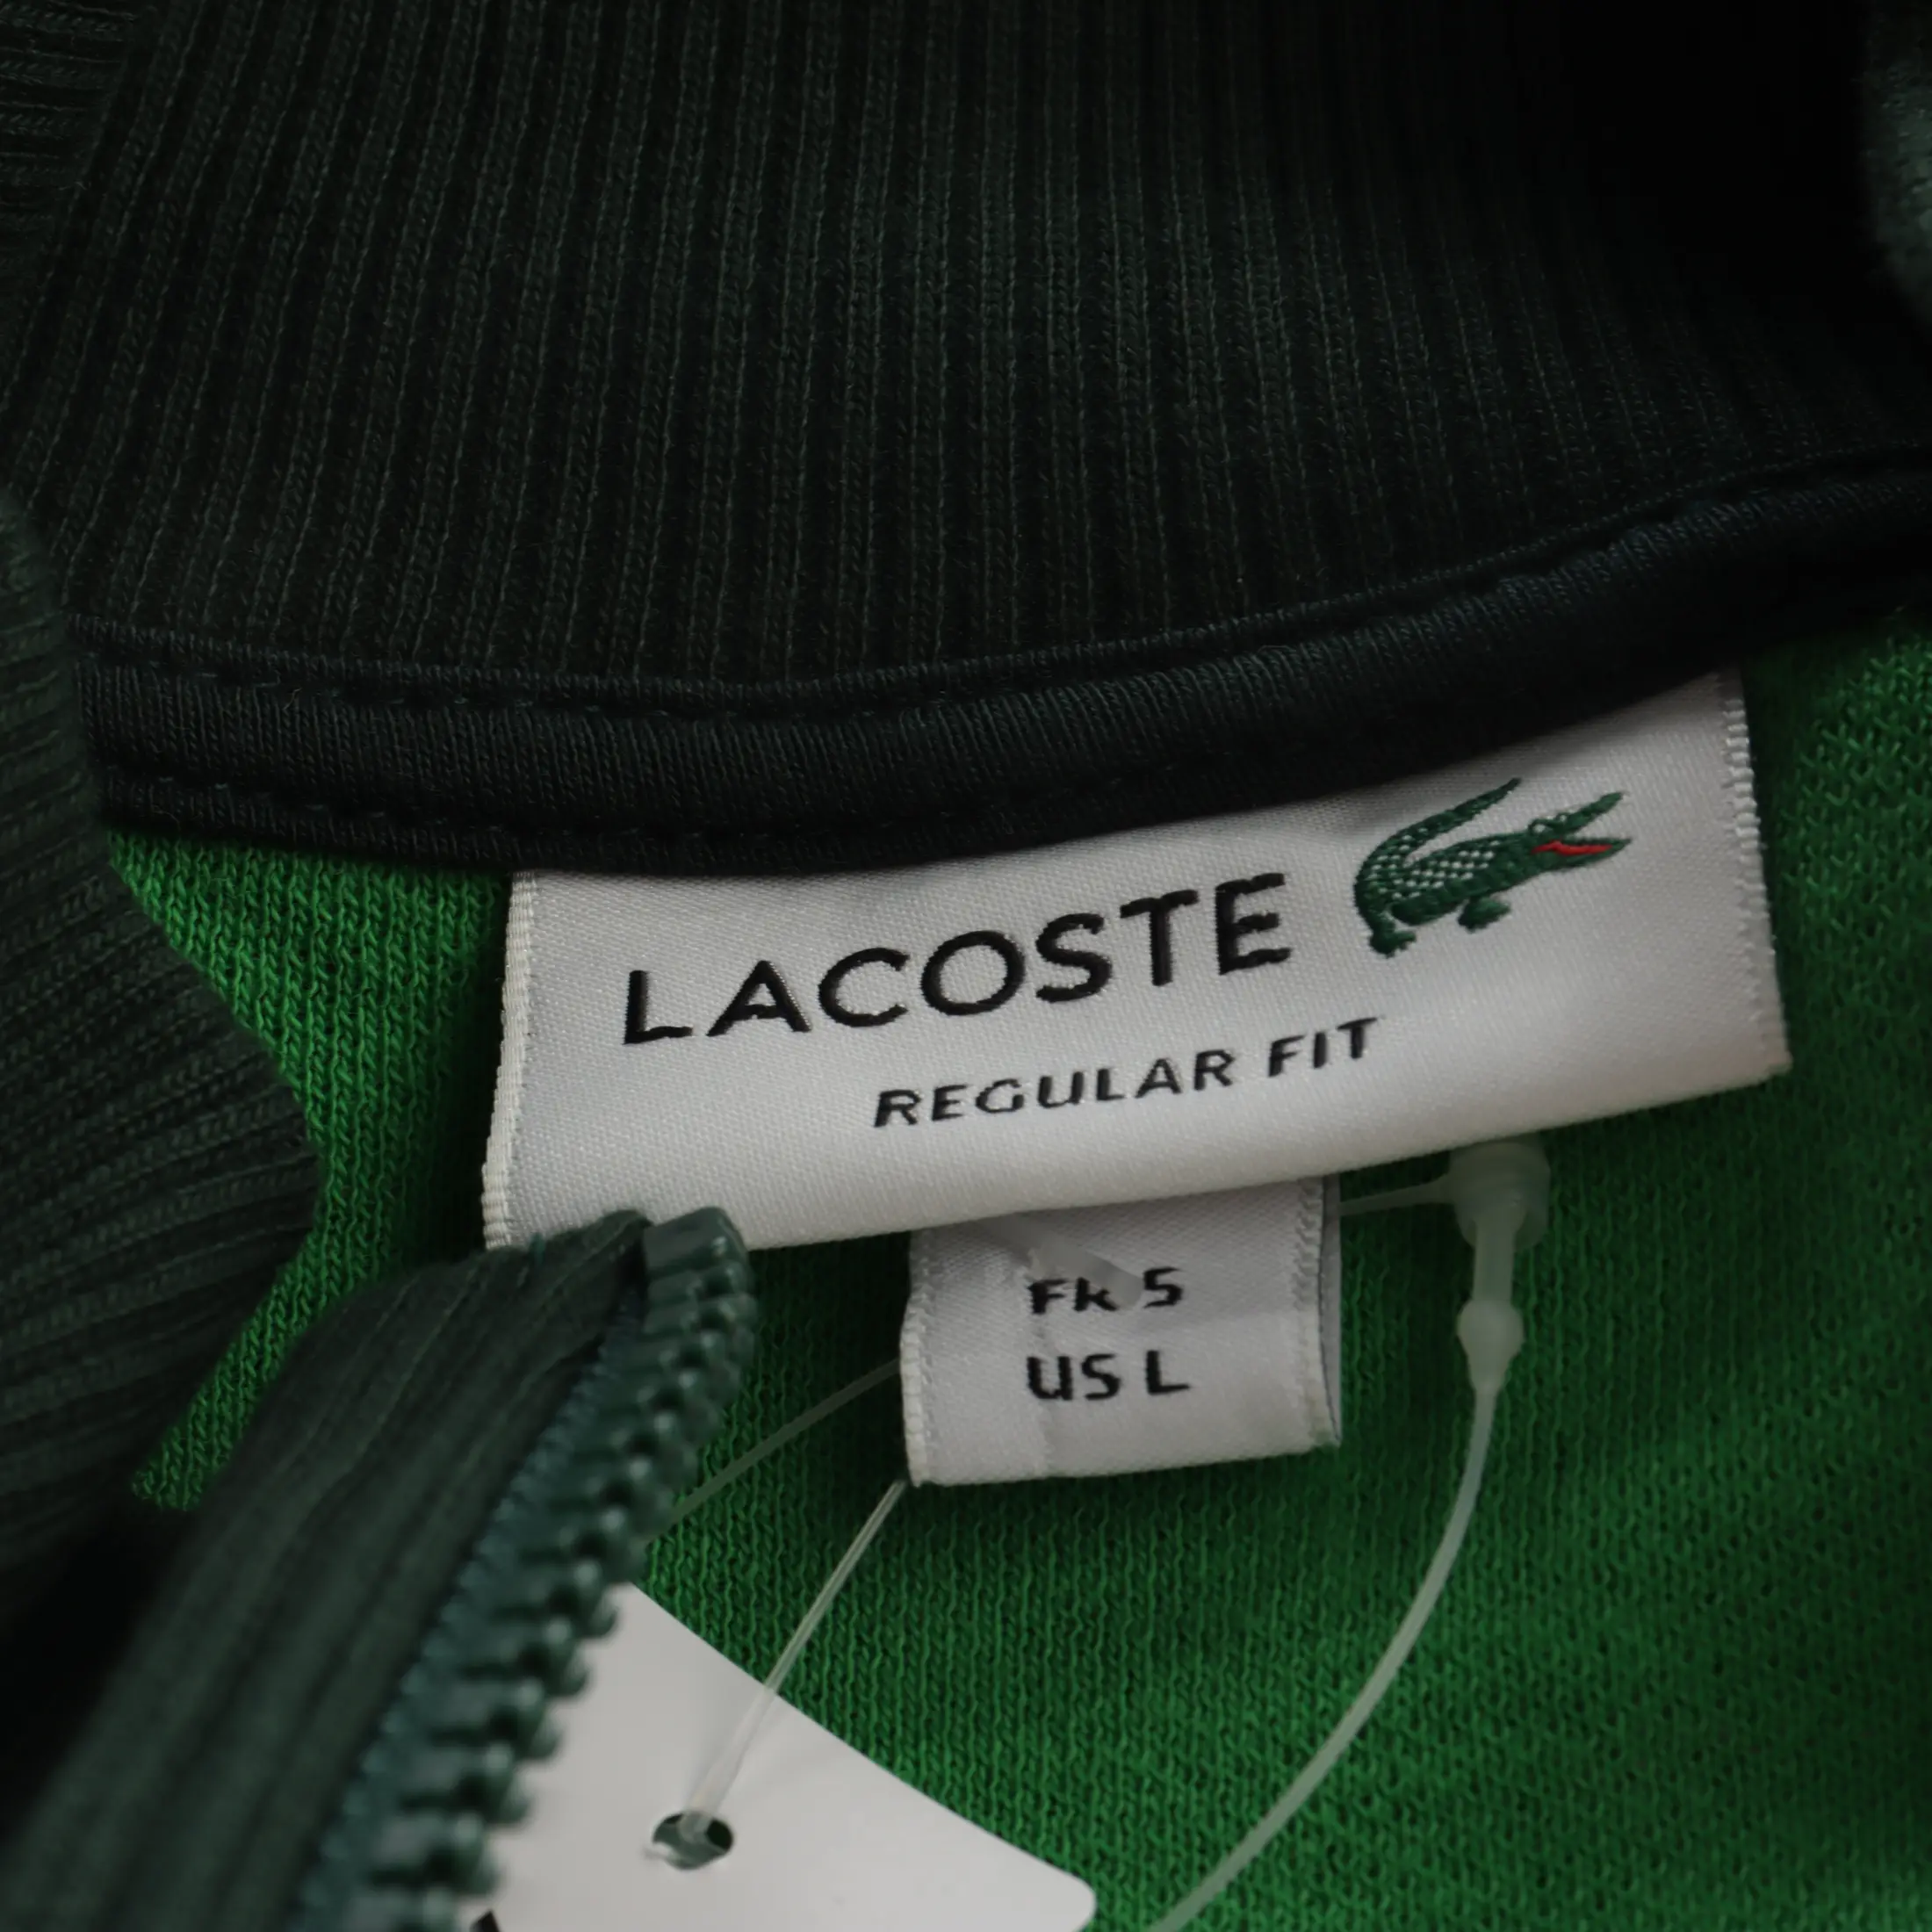 LACOSTE
REGULAR FIT
FR 5
US L